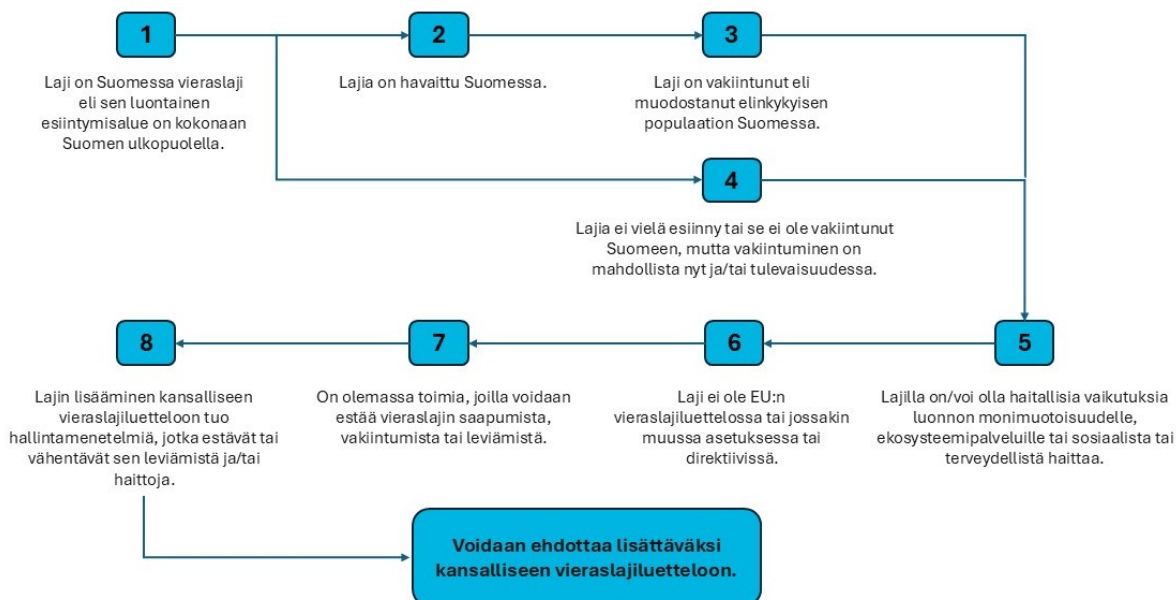 1
Laji on Suomessa vieraslaji
eli sen luontainen
esiintymisalue on kokonaan
Suomen ulkopuolella.
2
Lajia on havaittu Suomessa.
3
Laji on vakiintunut eli
muodostanut elinkykyisen
populaation Suomessa.
4
Lajia ei vielä esiinny tai se ei ole vakiintunut
Suomeen, mutta vakiintuminen on
mahdollista nyt ja/tai tulevaisuudessa.
5
Lajilla on/voi olla haitallisia vaikutuksia
luonnon monimuotoisuudelle,
ekosysteemipalveluille tai sosiaalista tai
terveydellistä haittaa.
6
Laji ei ole EU:n
vieraslajiluettelossa tai jossakin
muussa asetuksessa tai
direktiivissä.
7
On olemassa toimia, joilla voidaan
estää vieraslajin saapumista,
vakiintumista tai leviämistä.
8
Lajin lisääminen kansalliseen
vieraslajiluetteloon tuo
hallintamenetelmiä, jotka estävät tai
vähentävät sen leviämistä ja/tai
haittoja.
Voidaan ehdottaa lisättäväksi
kansalliseen vieraslajiluetteloon.